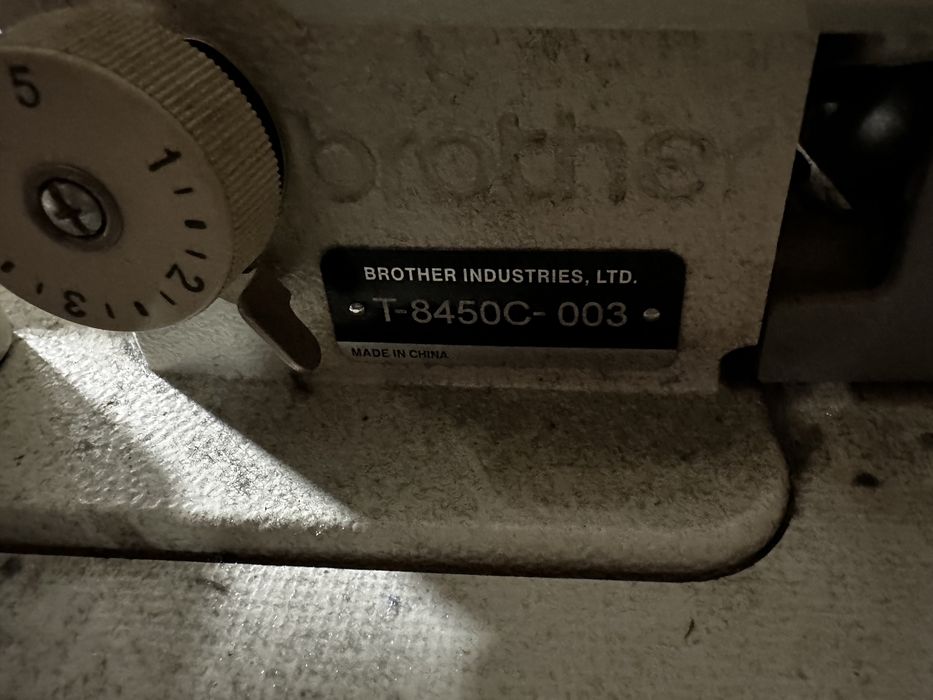 5
1
2
3
brother
BROTHER INDUSTRIES, LTD.
T-8450C- 003
MADE IN CHINA